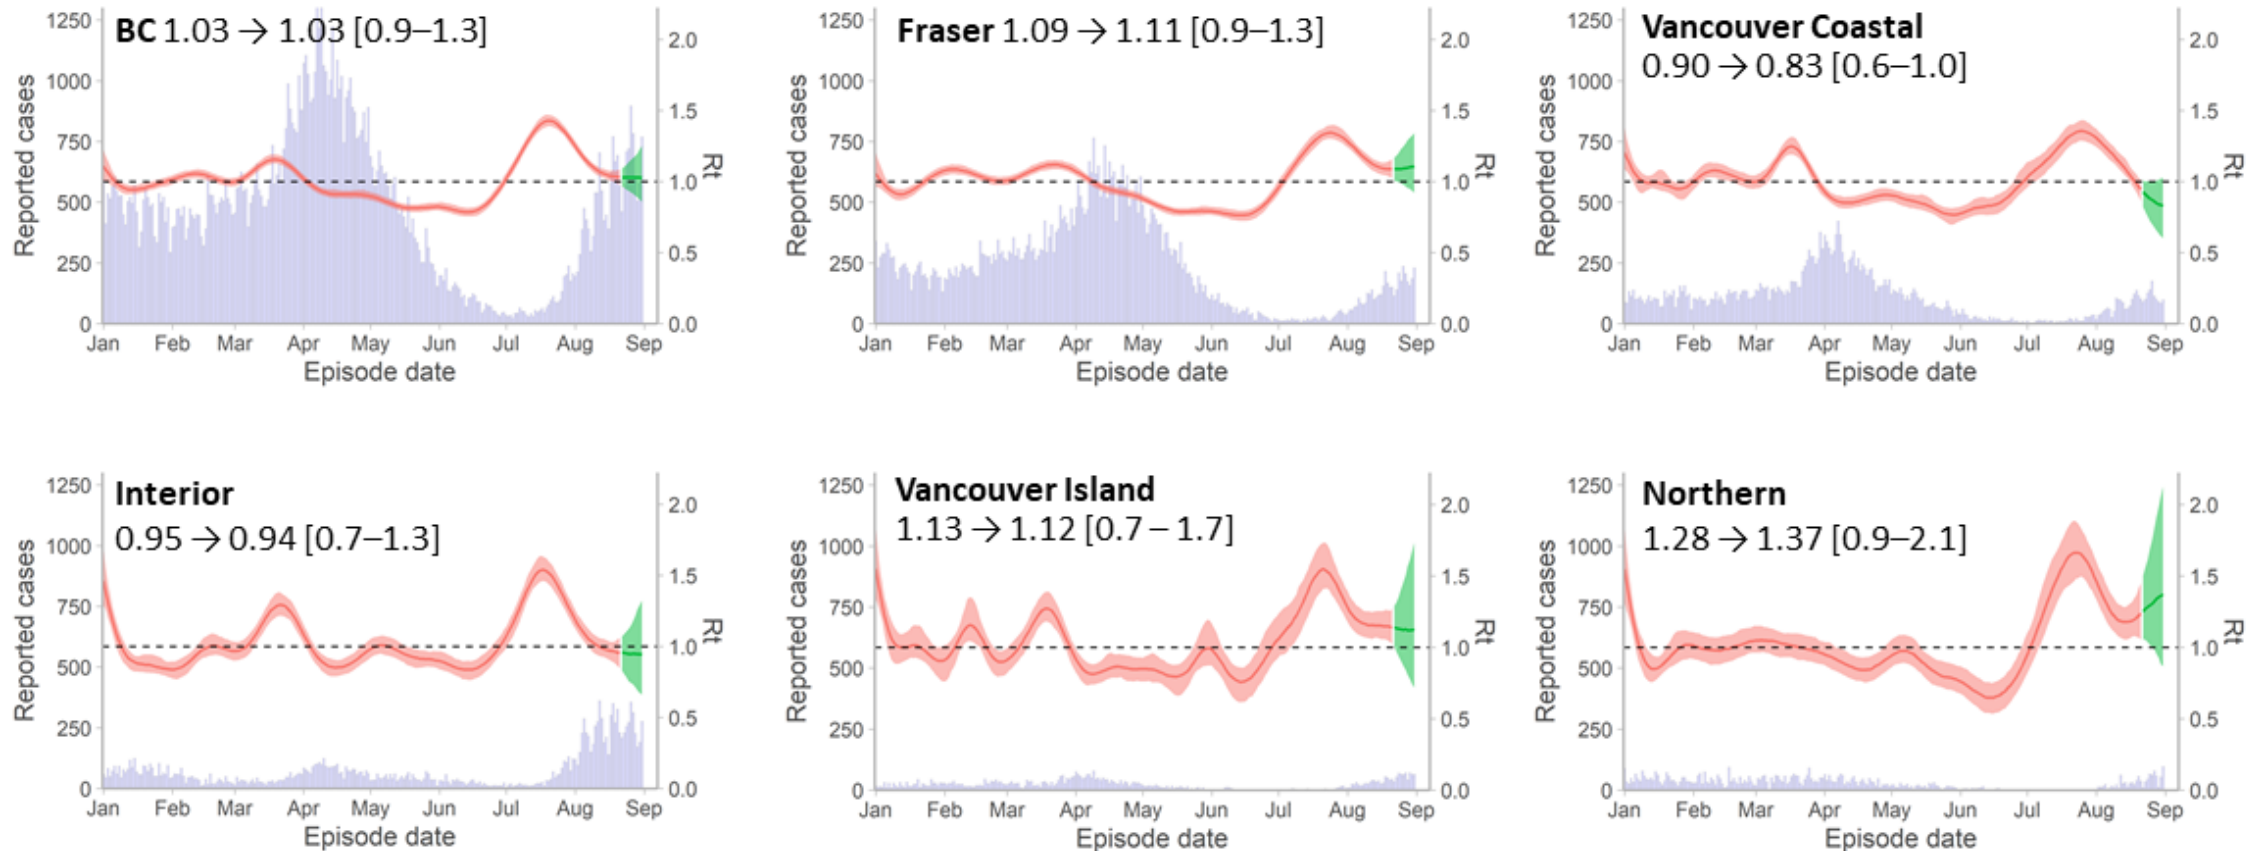 BC 1.03 → 1.03 [0.9–1.3]
1250
1000
750
500
250
0
Reported cases
2.0
1.5
1.0
0.5
0.0
Rt
Jan Feb Mar Apr May Jun Jul Aug Sep
Episode date
Fraser 1.09 → 1.11 [0.9–1.3]
1250
1000
750
500
250
0
Reported cases
2.0
1.5
1.0
0.5
0.0
Rt
Jan Feb Mar Apr May Jun Jul Aug Sep
Episode date
Vancouver Coastal
0.90 → 0.83 [0.6–1.0]
1250
1000
750
500
250
0
Reported cases
2.0
1.5
1.0
0.5
0.0
Rt
Jan Feb Mar Apr May Jun Jul Aug Sep
Episode date
Interior
0.95 → 0.94 [0.7–1.3]
1250
1000
750
500
250
0
Reported cases
2.0
1.5
1.0
0.5
0.0
Rt
Jan Feb Mar Apr May Jun Jul Aug Sep
Episode date
Vancouver Island
1.13 → 1.12 [0.7 – 1.7]
1250
1000
750
500
250
0
Reported cases
2.0
1.5
1.0
0.5
0.0
Rt
Jan Feb Mar Apr May Jun Jul Aug Sep
Episode date
Northern
1.28 → 1.37 [0.9–2.1]
1250
1000
750
500
250
0
Reported cases
2.0
1.5
1.0
0.5
0.0
Rt
Jan Feb Mar Apr May Jun Jul Aug Sep
Episode date